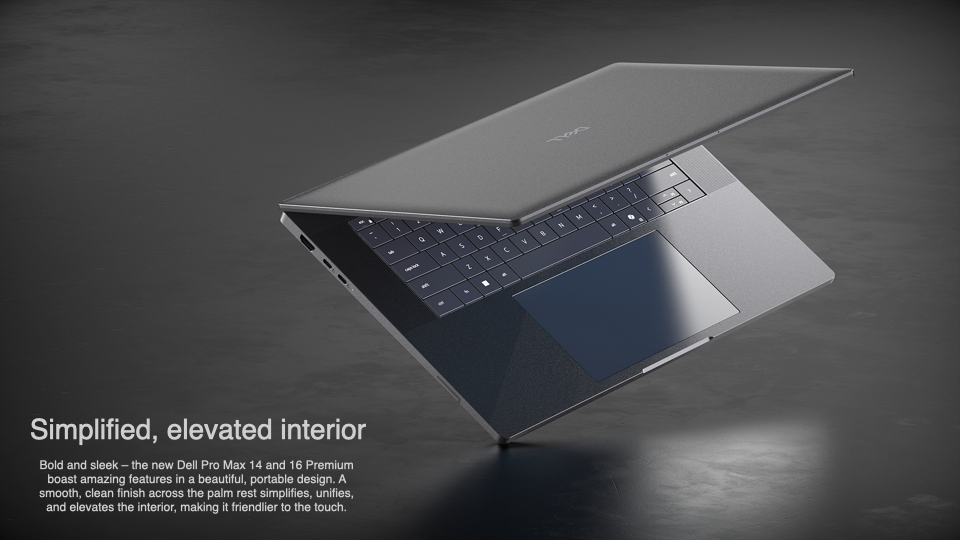 DELL
Simplified, elevated interior
Bold and sleek – the new Dell Pro Max 14 and 16 Premium
boast amazing features in a beautiful, portable design. A
smooth, clean finish across the palm rest simplifies, unifies,
and elevates the interior, making it friendlier to the touch.